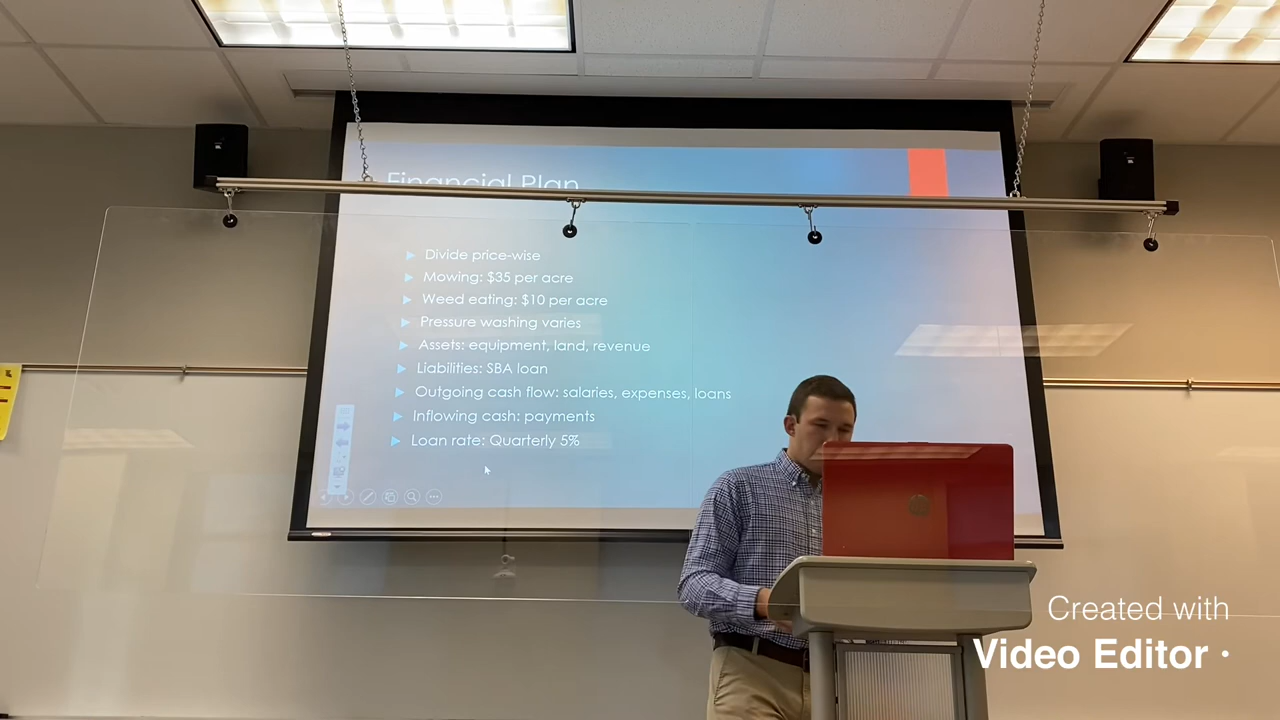 Financial Plan
Divide price-wise
Mowing: $35 per acre
Weed eating: $10 per acre
Pressure washing varies
Assets: equipment, land, revenue
Liabilities: SBA loan
Outgoing cash flow: salaries, expenses, loans
Inflowing cash: payments
Loan rate: Quarterly 5%
Created with
Video Editor